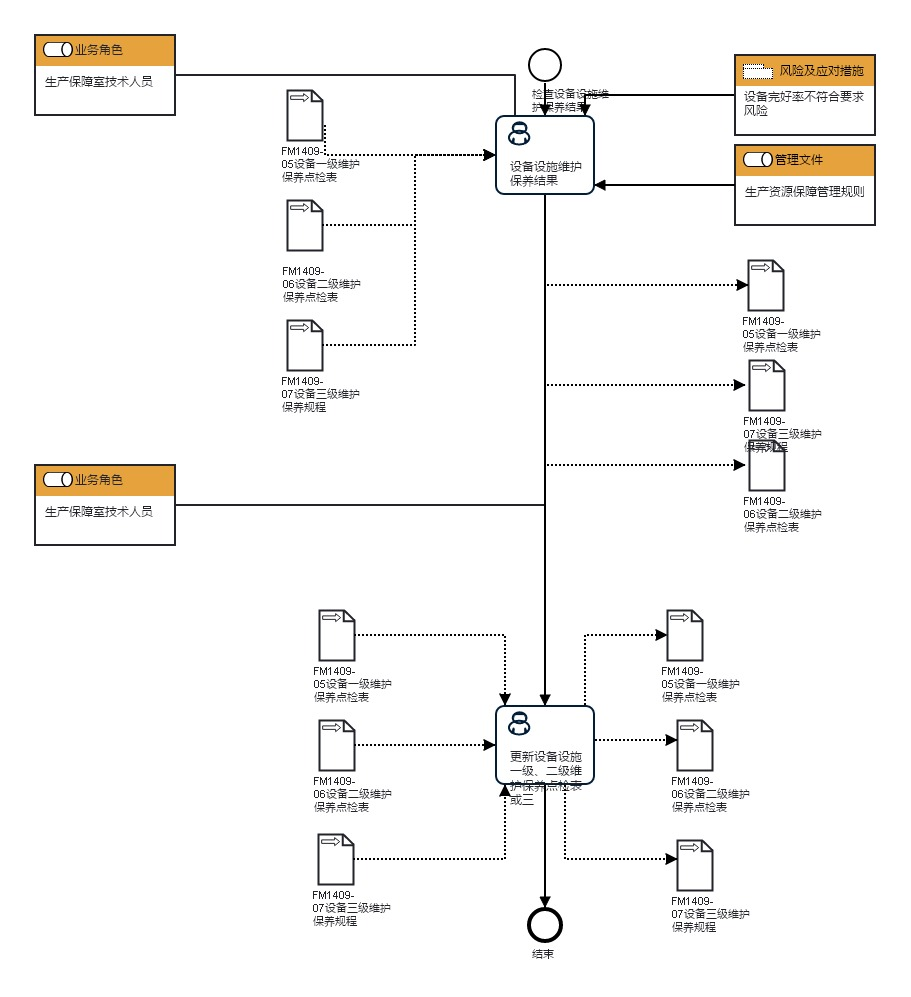 业务角色
生产保障室技术人员
检查设备设施维
护保养结果
风险及应对措施
设备完好率不符合要求
风险
FM1409-
05设备一级维护
保养点检表
设备设施维护
保养结果
管理文件
生产资源保障管理规则
FM1409-
06设备二级维护
保养点检表
FM1409-
05设备一级维护
保养点检表
FM1409-
07设备三级维护
保养规程
FM1409-
07设备三级维护
保养规程
业务角色
生产保障室技术人员
FM1409-
06设备二级维护
保养点检表
FM1409-
05设备一级维护
保养点检表
FM1409-
05设备一级维护
保养点检表
更新设备设施
一级、二级维
护保养点检表
或三
FM1409-
06设备二级维护
保养点检表
FM1409-
06设备二级维护
保养点检表
FM1409-
07设备三级维护
保养规程
FM1409-
07设备三级维护
保养规程
结束